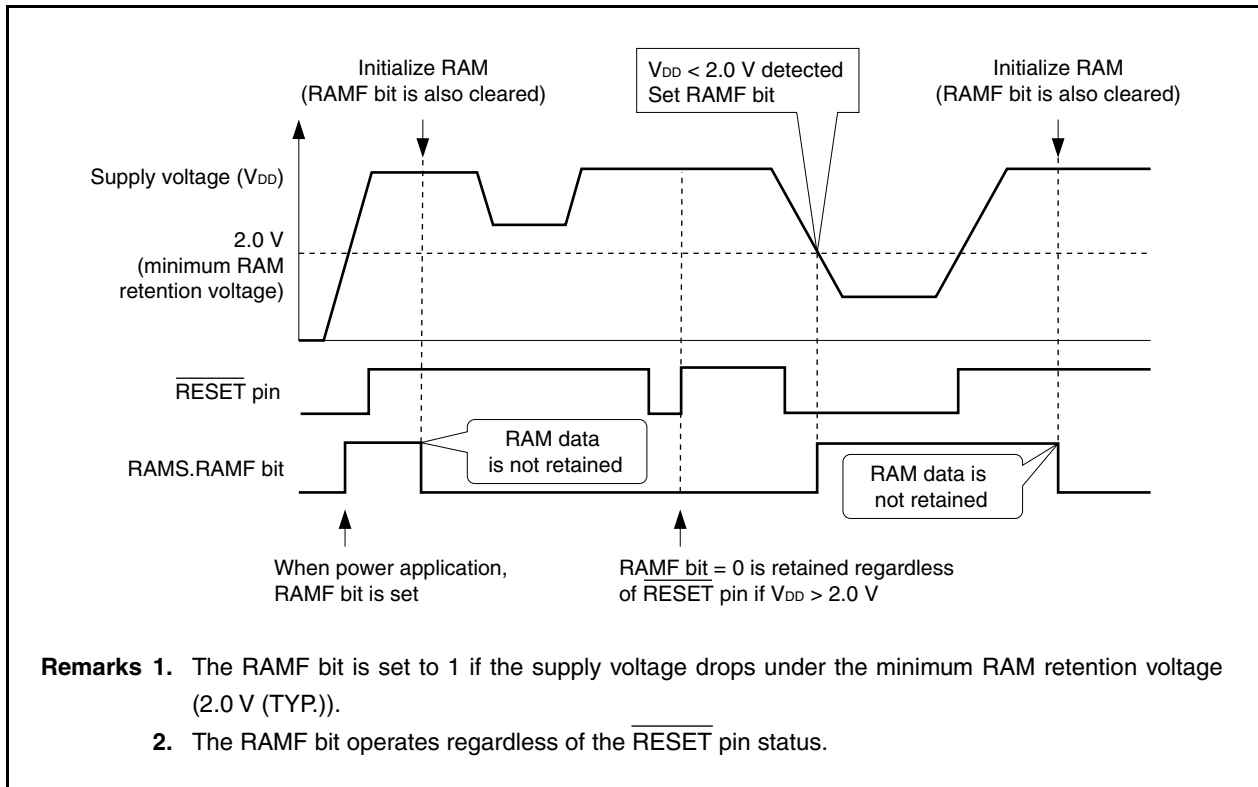 Initialize RAM
(RAMF bit is also cleared)
VDD < 2.0 V detected
Set RAMF bit
Initialize RAM
(RAMF bit is also cleared)
Supply voltage (VDD)
2.0 V
(minimum RAM
retention voltage)
RESET pin
RAMS.RAMF bit
RAM data
is not retained
RAM data is
not retained
When power application,
RAMF bit is set
RAMF bit = 0 is retained regardless
of RESET pin if VDD > 2.0 V
Remarks 1. The RAMF bit is set to 1 if the supply voltage drops under the minimum RAM retention voltage
(2.0 V (TYP.)).
2. The RAMF bit operates regardless of the RESET pin status.